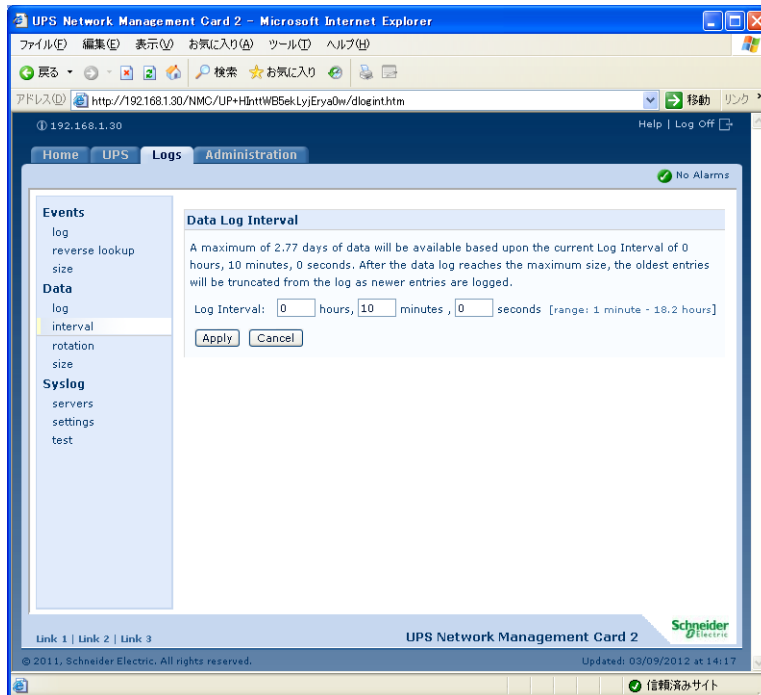 UPS Network Management Card 2 - Microsoft Internet Explorer
ファイル(F) 編集(E) 表示(V) お気に入り(A) ツール(T) ヘルプ(H)
戻る 検索 お気に入り
アドレス(D) http://192.168.1.30/NMC/UP+HInttWB5ekLyjErya0w/dlogint.htm 移動 リンク
192.168.1.30 Help | Log Off
Home UPS Logs Administration
No Alarms
Events
log
reverse lookup
size
Data
log
interval
rotation
size
Syslog
servers
settings
test
Data Log Interval
A maximum of 2.77 days of data will be available based upon the current Log Interval of 0
hours, 10 minutes, 0 seconds. After the data log reaches the maximum size, the oldest entries
will be truncated from the log as newer entries are logged.
Log Interval: 0 hours, 10 minutes , 0 seconds [range: 1 minute - 18.2 hours]
Apply Cancel
Link 1 | Link 2 | Link 3
UPS Network Management Card 2
Schneider
Electric
© 2011, Schneider Electric. All rights reserved. Updated: 03/09/2012 at 14:17
信頼済みサイト